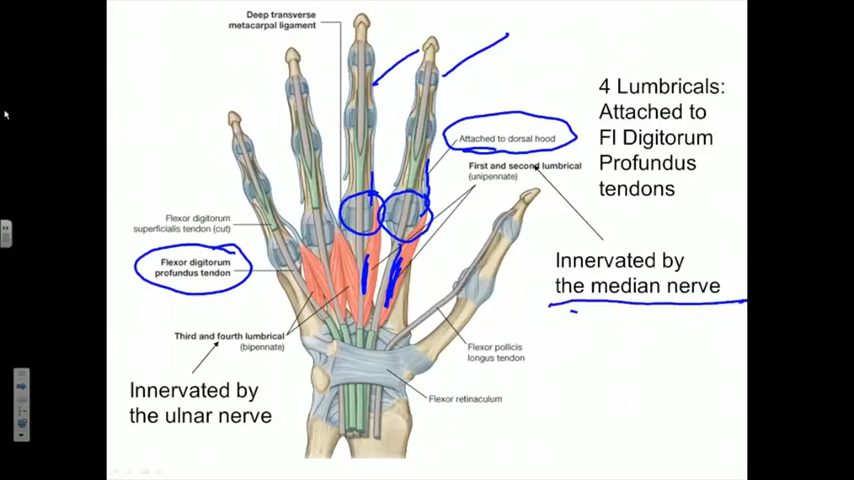 Deep transverse
metacarpal ligament
4 Lumbricals:
Attached to
Fl Digitorum
Profundus
tendons
Attached to dorsal hood
First and second lumbrical
(unipennate)
Flexor digitorum
superficialis tendon (cut)
Flexor digitorum
profundus tendon
Innervated by
the median nerve
Third and fourth lumbrical
(bipennate)
Flexor pollicis
longus tendon
Innervated by
the ulnar nerve
Flexor retinaculum